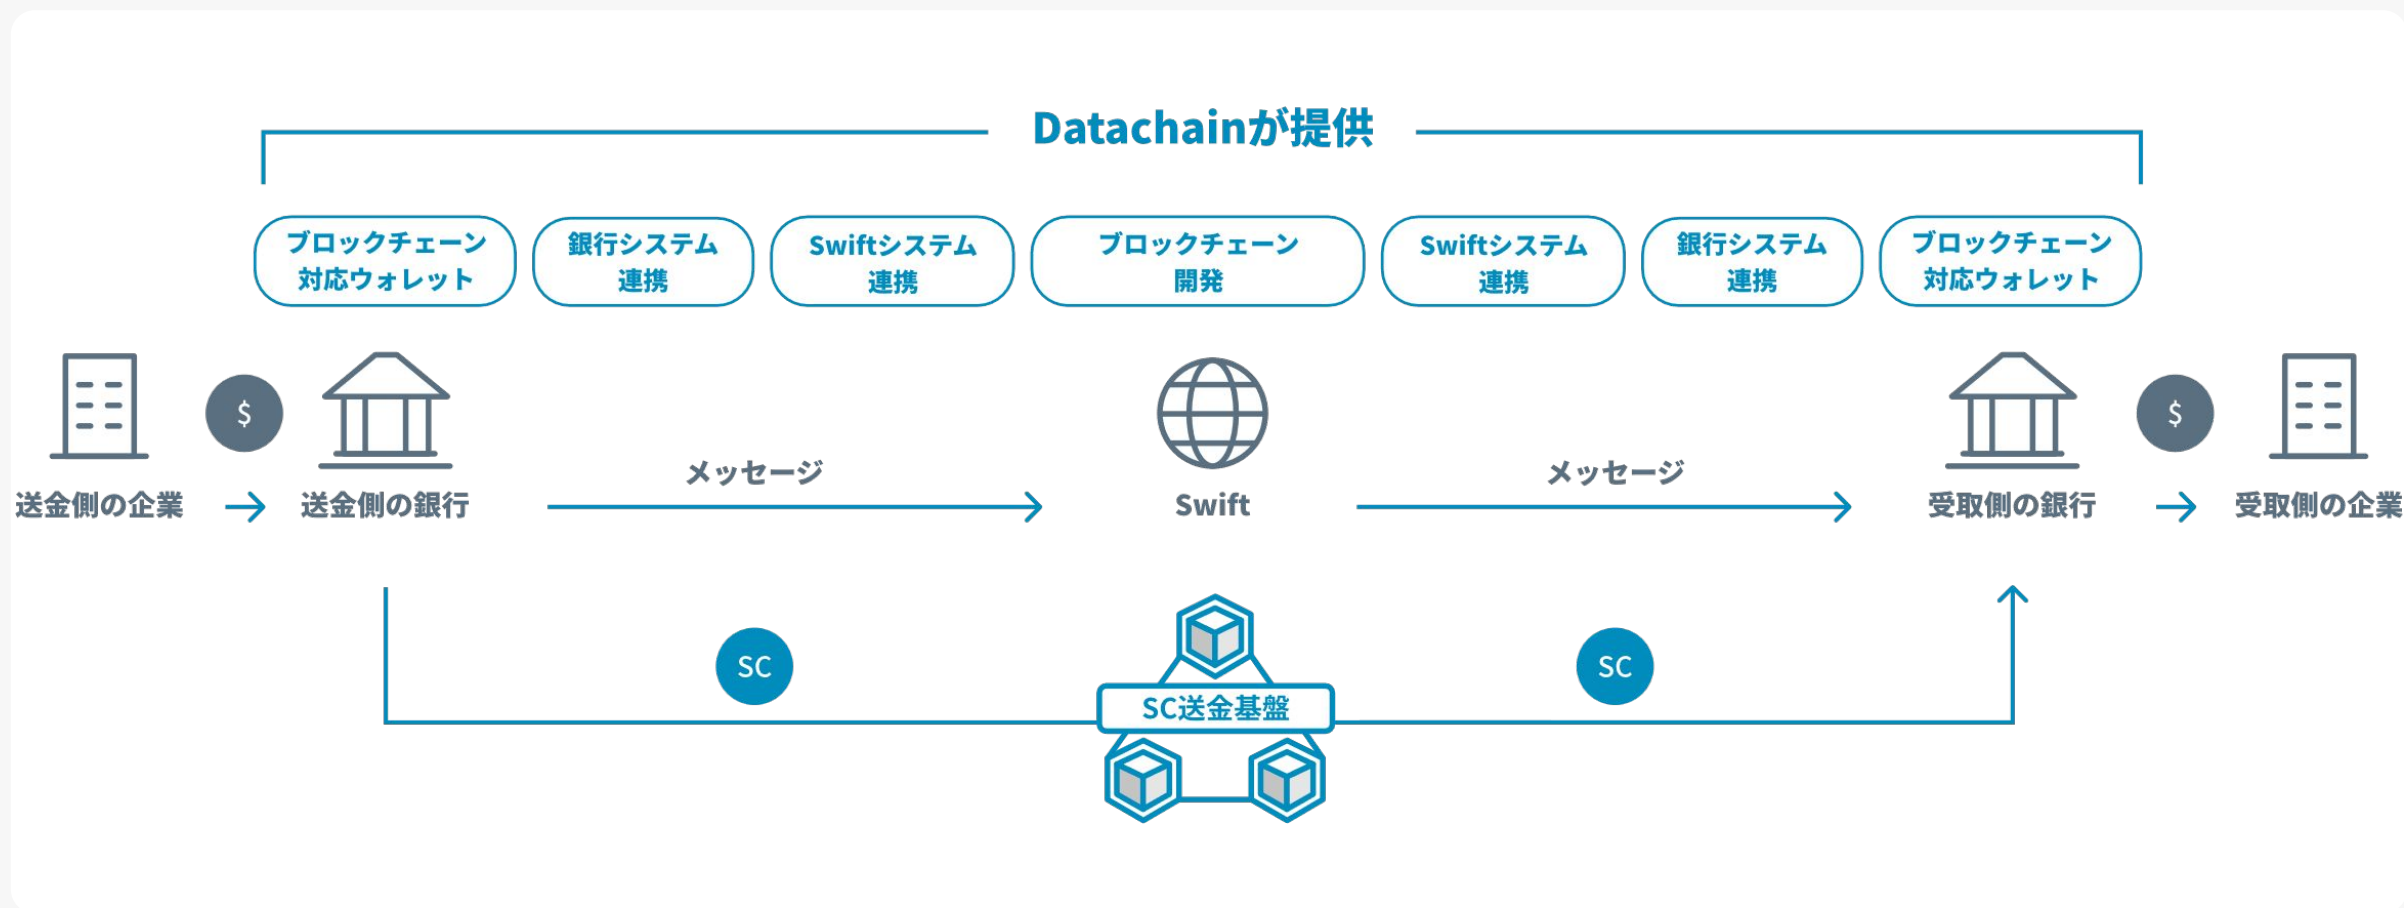 Datachainが提供
ブロックチェーン
対応ウォレット
銀行システム
連携
Swiftシステム
連携
ブロックチェーン
開発
Swiftシステム
連携
銀行システム
連携
ブロックチェーン
対応ウォレット
$
$
メッセージ
メッセージ
送金側の企業
送金側の銀行
Swift
受取側の銀行
受取側の企業
SC
SC
SC送金基盤